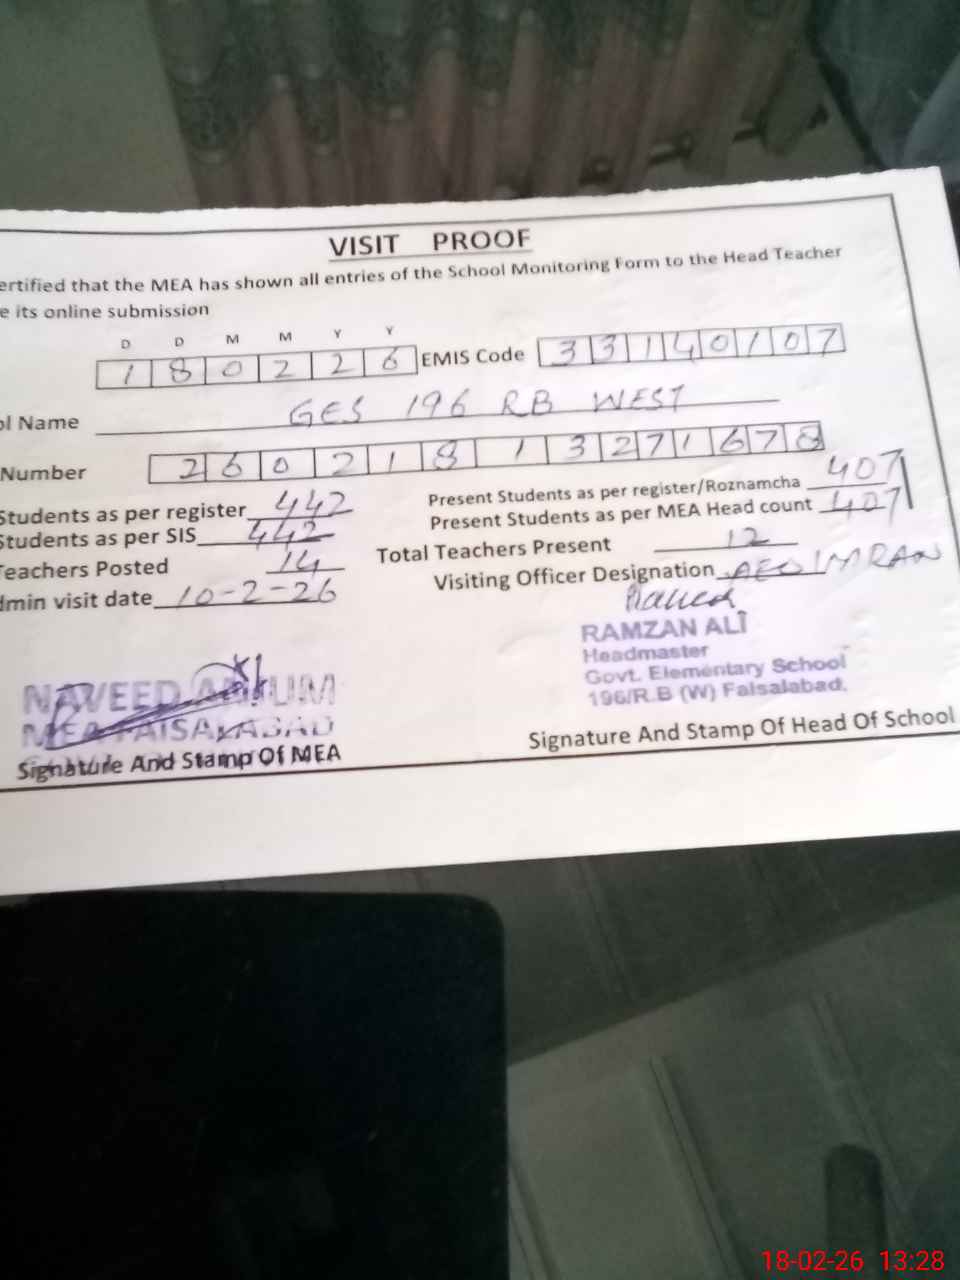 VISIT PROOF
ertified that the MEA has shown all entries of the School Monitoring Form to the Head Teacher
e its online submission
D D M M Y Y
1 8 0 2 2 6 EMIS Code 3 3 1 4 0 1 0 7
ol Name GES 196 RB WEST
Number 2 6 0 2 1 8 1 3 2 7 1 6 7 8
Students as per register 442 Present Students as per register/Roznamcha 407
Students as per SIS 442 Present Students as per MEA Head count 407
Teachers Posted 14 Total Teachers Present 12
dmin visit date 10-2-26 Visiting Officer Designation AEO IMRAN
RAMZAN ALI
Headmaster
Govt. Elementary School
196/R.B (W) Faisalabad.
NAVEED
MEA FAISALABAD
Signature And Stamp Of MEA Signature And Stamp Of Head Of School
18-02-26 13:28